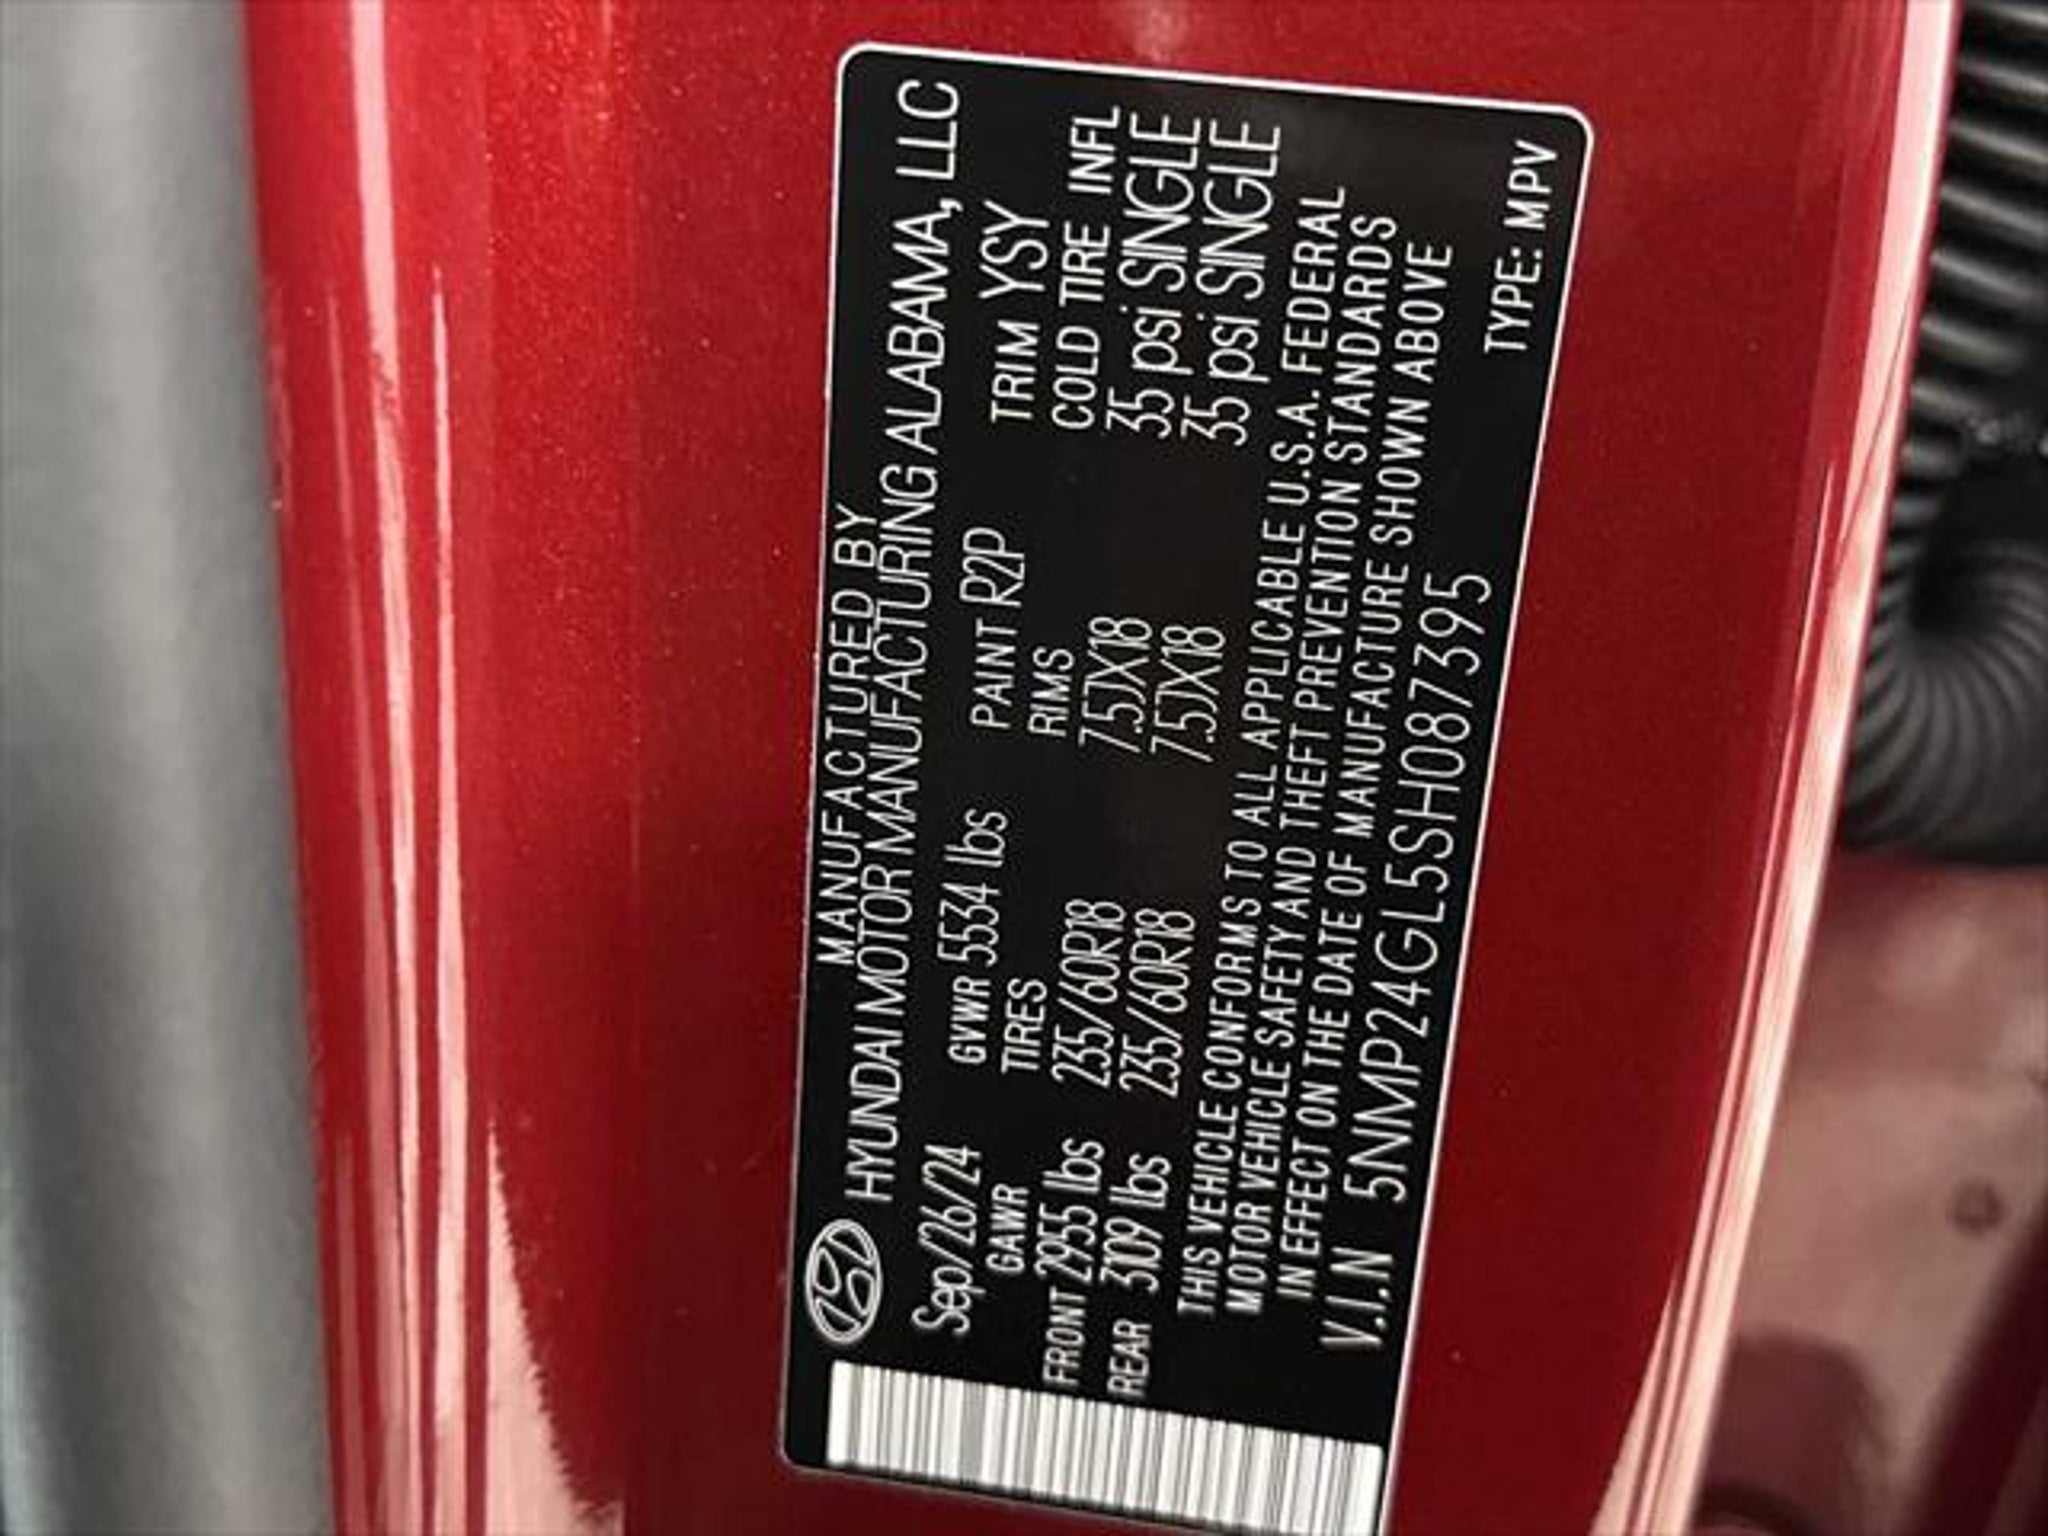 MANUFACTURED BY
HYUNDAI MOTOR MANUFACTURING ALABAMA, LLC
Sep/26/24 GVWR 5534 lbs PAINT R2P TRIM YSY
GAWR TIRES RIMS COLD TIRE INFL
FRONT 2955 lbs 235/60R18 7.5JX18 35 psi SINGLE
REAR 3109 lbs 235/60R18 7.5JX18 35 psi SINGLE
THIS VEHICLE CONFORMS TO ALL APPLICABLE U.S.A. FEDERAL
MOTOR VEHICLE SAFETY AND THEFT PREVENTION STANDARDS
IN EFFECT ON THE DATE OF MANUFACTURE SHOWN ABOVE
V.I.N 5NMP24GL5SH087395 TYPE: MPV